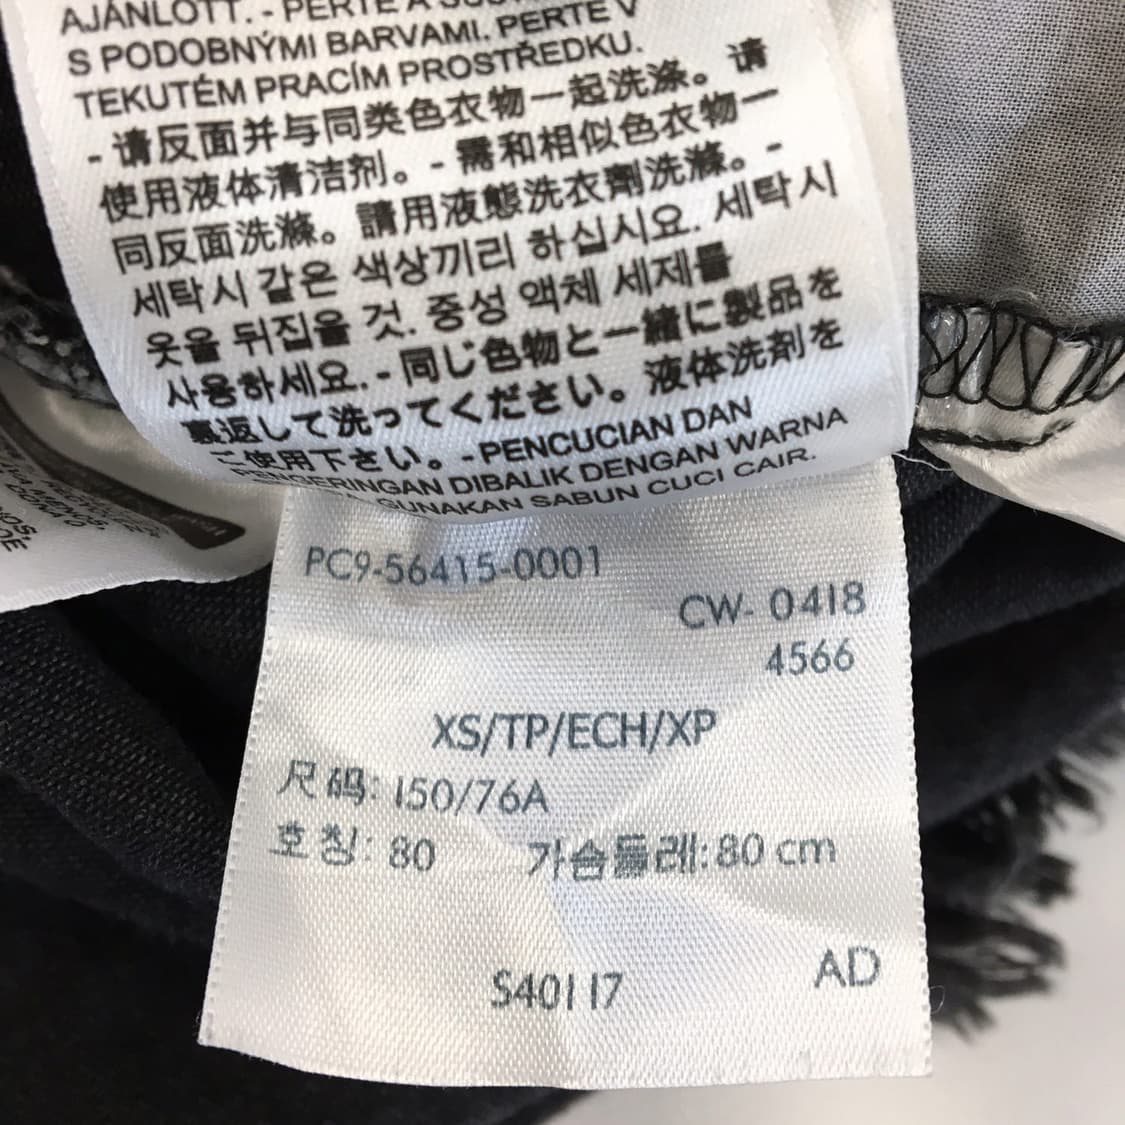 AJÁNLOTT. - PERTE A
S PODOBNÝMI BARVAMI. PERTE V
TEKUTÉM PRACÍM PROSTŘEDKU.
- 请反面并与同类色衣物一起洗涤。请
使用液体清洁剂。- 需和相似色衣物一
同反面洗滌。請用液態洗衣劑洗滌。-
세탁시 같은 색상끼리 하십시요. 세탁시
옷을 뒤집을 것. 중성 액체 세제를
사용하세요. - 同じ色物と一緒に製品を
裏返して洗ってください。液体洗剤を
ご使用下さい。-PENCUCIAN DAN
PENGERINGAN DIBALIK DENGAN WARNA
GUNAKAN SABUN CUCI CAIR.
PC9-56415-0001
CW- 0418
4566
XS/TP/ECH/XP
尺码: 150/76A
호칭: 80 가슴둘레: 80 cm
S40117 AD